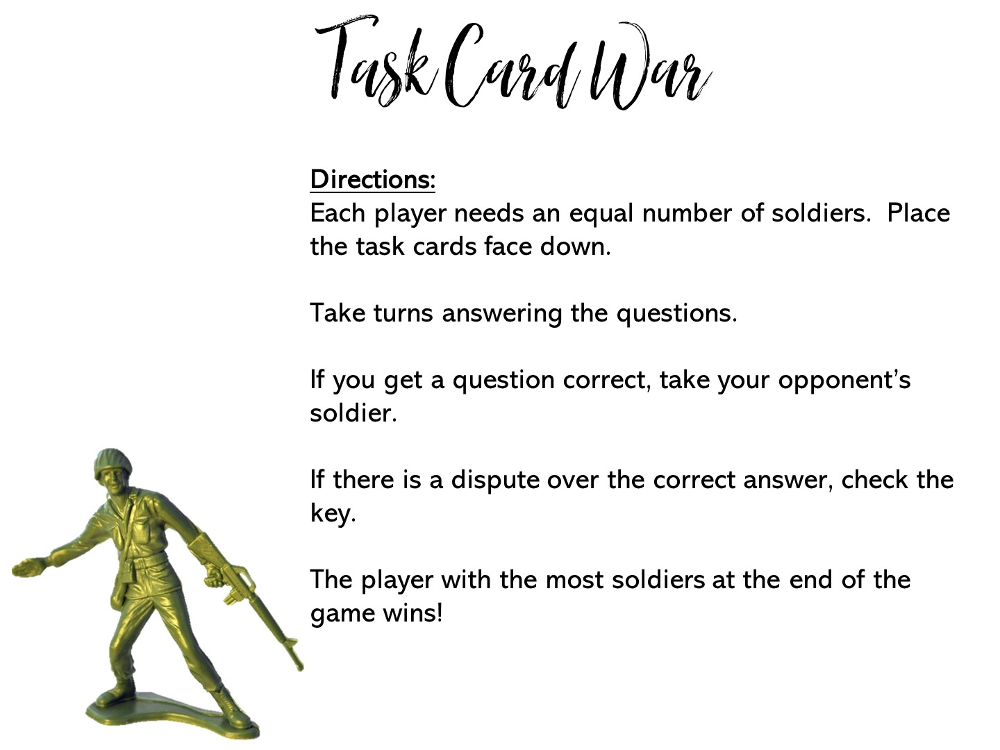 Task Card War
Directions:
Each player needs an equal number of soldiers.  Place
the task cards face down.
Take turns answering the questions.
If you get a question correct, take your opponent’s
soldier.
If there is a dispute over the correct answer, check the
key.
The player with the most soldiers at the end of the
game wins!